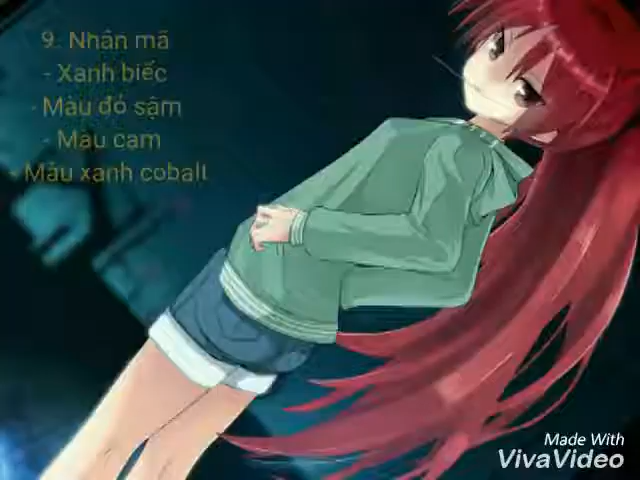 9. Nhân mã
- Xanh biếc
- Màu đỏ sậm
- Màu cam
- Màu xanh cobalt
Made With
VivaVideo